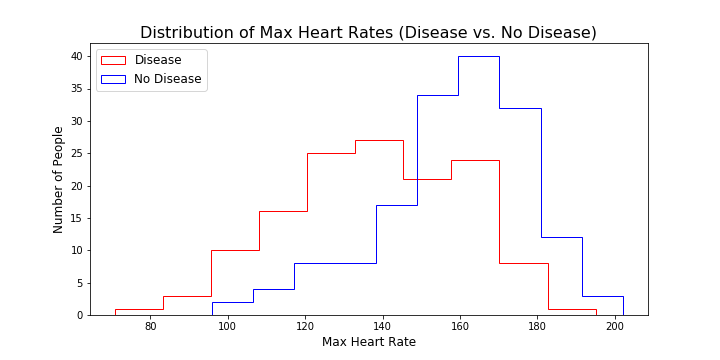 Distribution of Max Heart Rates (Disease vs. No Disease)
Disease
No Disease
Number of People
40
35
30
25
20
15
10
5
0
80 100 120 140 160 180 200
Max Heart Rate